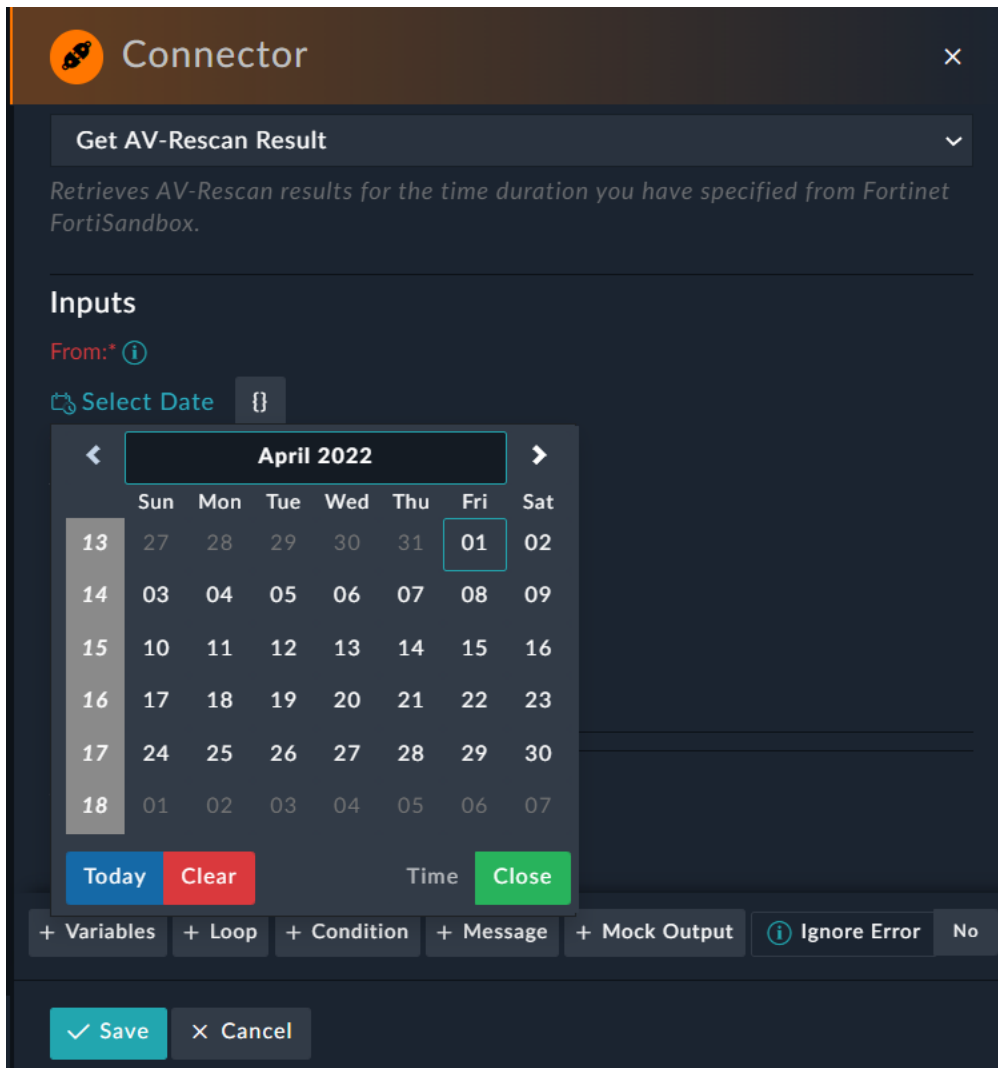 Connector ×
Get AV-Rescan Result
Retrieves AV-Rescan results for the time duration you have specified from Fortinet
FortiSandbox.
Inputs
From:*
Select Date {}
April 2022
Sun Mon Tue Wed Thu Fri Sat
13 27 28 29 30 31 01 02
14 03 04 05 06 07 08 09
15 10 11 12 13 14 15 16
16 17 18 19 20 21 22 23
17 24 25 26 27 28 29 30
18 01 02 03 04 05 06 07
Today Clear Time Close
+ Variables + Loop + Condition + Message + Mock Output Ignore Error No
Save × Cancel